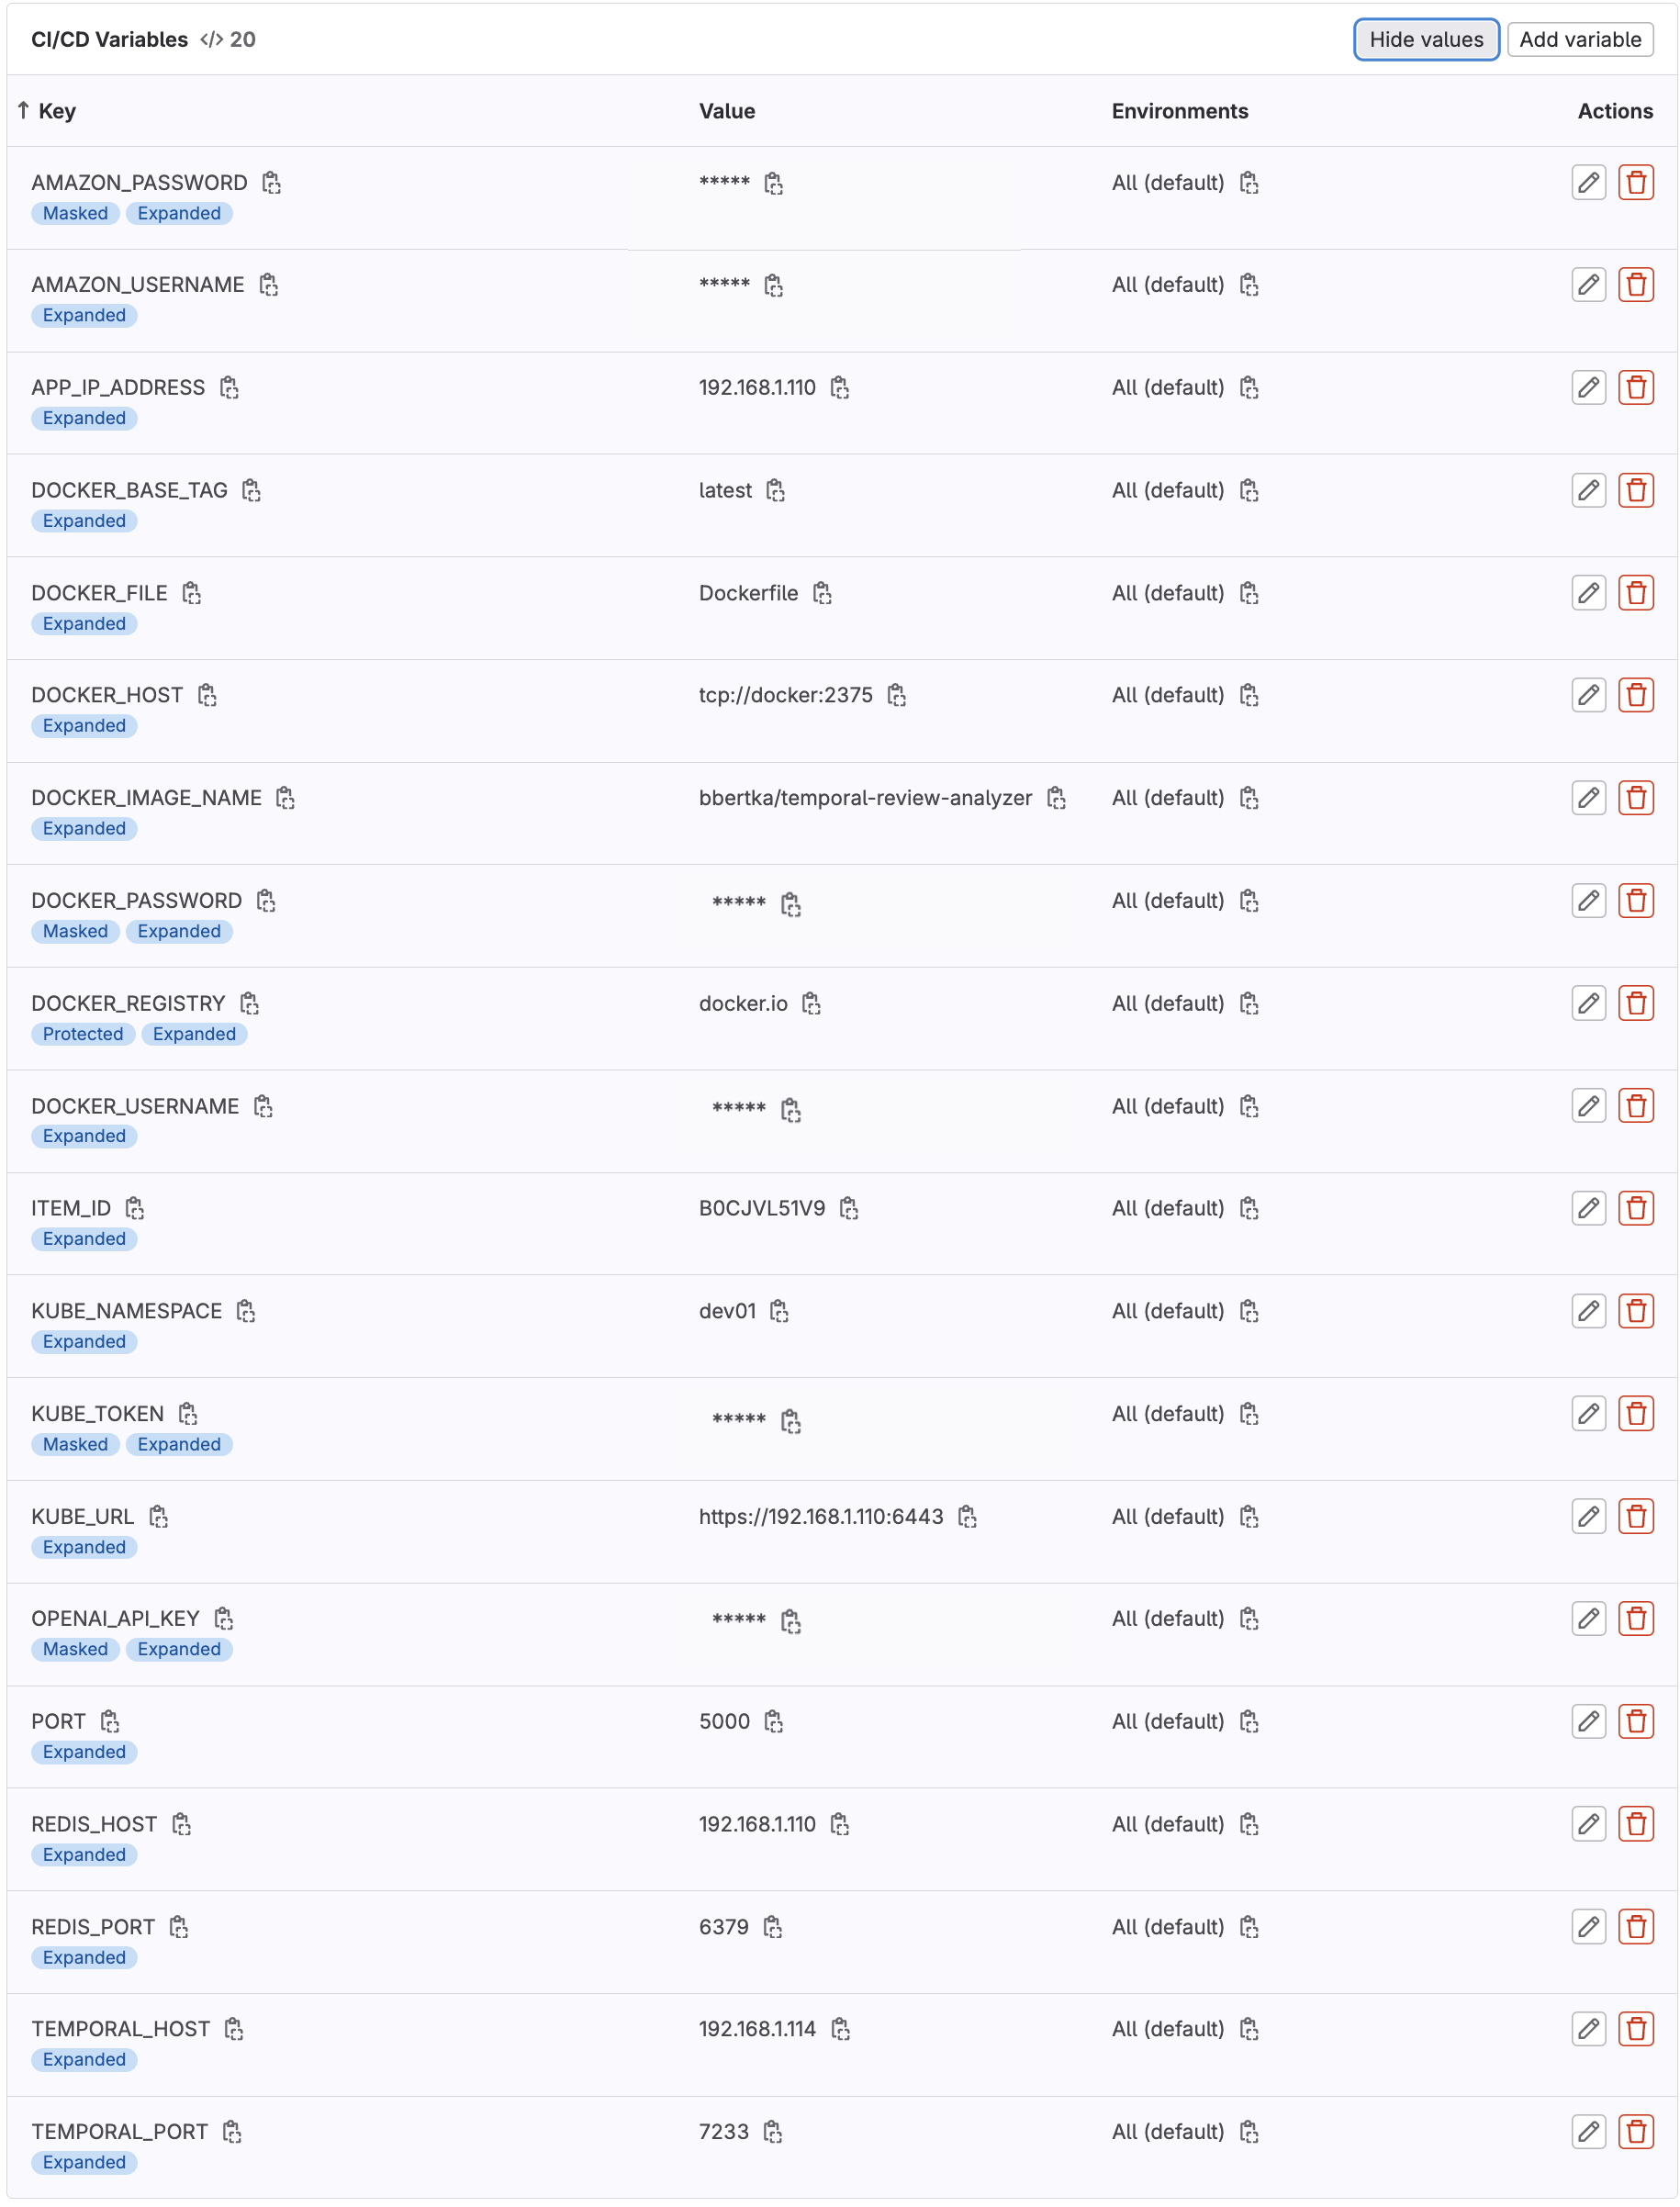 CI/CD Variables </> 20 Hide values Add variable
↑ Key Value Environments Actions
AMAZON_PASSWORD ***** All (default)
Masked Expanded
AMAZON_USERNAME ***** All (default)
Expanded
APP_IP_ADDRESS 192.168.1.110 All (default)
Expanded
DOCKER_BASE_TAG latest All (default)
Expanded
DOCKER_FILE Dockerfile All (default)
Expanded
DOCKER_HOST tcp://docker:2375 All (default)
Expanded
DOCKER_IMAGE_NAME bbertka/temporal-review-analyzer All (default)
Expanded
DOCKER_PASSWORD ***** All (default)
Masked Expanded
DOCKER_REGISTRY docker.io All (default)
Protected Expanded
DOCKER_USERNAME ***** All (default)
Expanded
ITEM_ID B0CJVL51V9 All (default)
Expanded
KUBE_NAMESPACE dev01 All (default)
Expanded
KUBE_TOKEN ***** All (default)
Masked Expanded
KUBE_URL https://192.168.1.110:6443 All (default)
Expanded
OPENAI_API_KEY ***** All (default)
Masked Expanded
PORT 5000 All (default)
Expanded
REDIS_HOST 192.168.1.110 All (default)
Expanded
REDIS_PORT 6379 All (default)
Expanded
TEMPORAL_HOST 192.168.1.114 All (default)
Expanded
TEMPORAL_PORT 7233 All (default)
Expanded